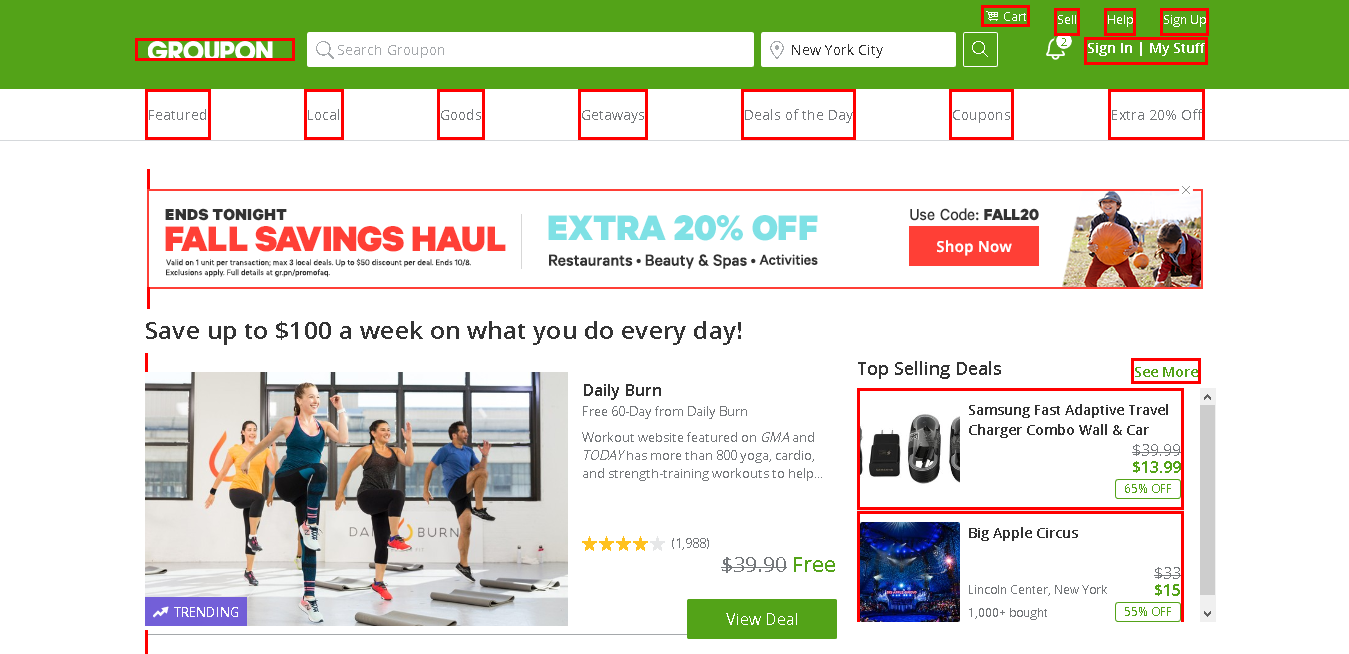 Cart
Sell
Help
Sign Up
GROUPON
Search Groupon
New York City
2
Sign In | My Stuff
Featured
Local
Goods
Getaways
Deals of the Day
Coupons
Extra 20% Off
ENDS TONIGHT
FALL SAVINGS HAUL
Valid on 1 unit per transaction; max 3 local deals. Up to $50 discount per deal. Ends 10/8.
Exclusions apply. Full details at gr.pn/promofaq.
EXTRA 20% OFF
Restaurants • Beauty & Spas • Activities
Use Code: FALL20
Shop Now
Save up to $100 a week on what you do every day!
DAILY BURN
TRENDING
Daily Burn
Free 60-Day from Daily Burn
Workout website featured on GMA and
TODAY has more than 800 yoga, cardio,
and strength-training workouts to help...
(1,988)
$39.90 Free
View Deal
Top Selling Deals
See More
Samsung Fast Adaptive Travel
Charger Combo Wall & Car
$39.99
$13.99
65% OFF
Big Apple Circus
$33
Lincoln Center, New York
$15
1,000+ bought
55% OFF